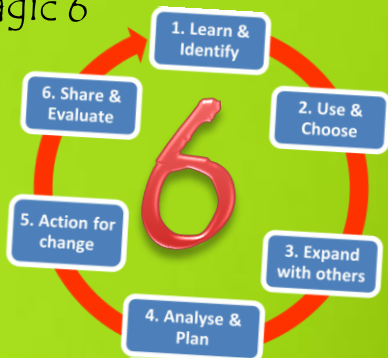 agic 6
1. Learn &
Identify
2. Use &
Choose
3. Expand
with others
4. Analyse &
Plan
5. Action for
change
6. Share &
Evaluate
6